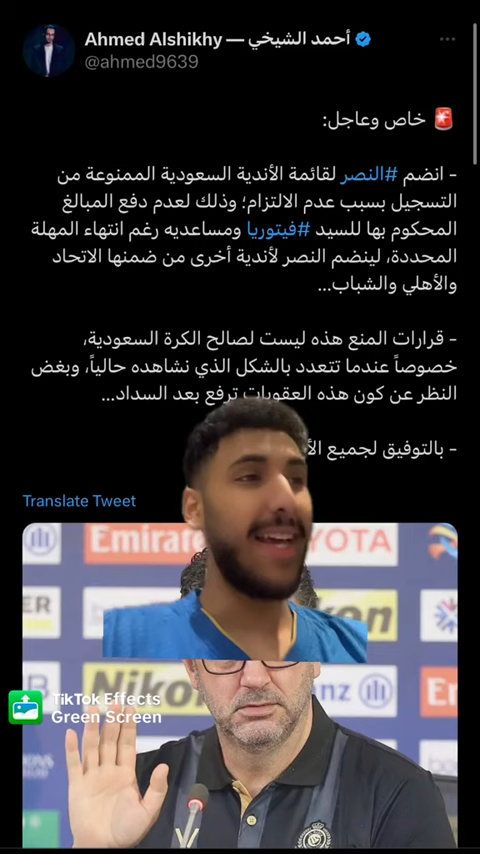 Ahmed Alshikhy — أحمد الشيخي
@ahmed9639
🚨 خاص وعاجل:
- انضم #النصر لقائمة الأندية السعودية الممنوعة من
التسجيل بسبب عدم الالتزام؛ وذلك لعدم دفع المبالغ
المحكوم بها للسيد #فيتوريا ومساعديه رغم انتهاء المهلة
المحددة، لينضم النصر لأندية أخرى من ضمنها الاتحاد
والأهلي والشباب...
- قرارات المنع هذه ليست لصالح الكرة السعودية،
خصوصاً عندما تتعدد بالشكل الذي نشاهده حالياً، وبغض
النظر عن كون هذه العقوبات ترفع بعد السداد...
- بالتوفيق لجميع
Translate Tweet
Emirates
TOYOTA
Nikon
Allianz
TikTok Effects
Green Screen